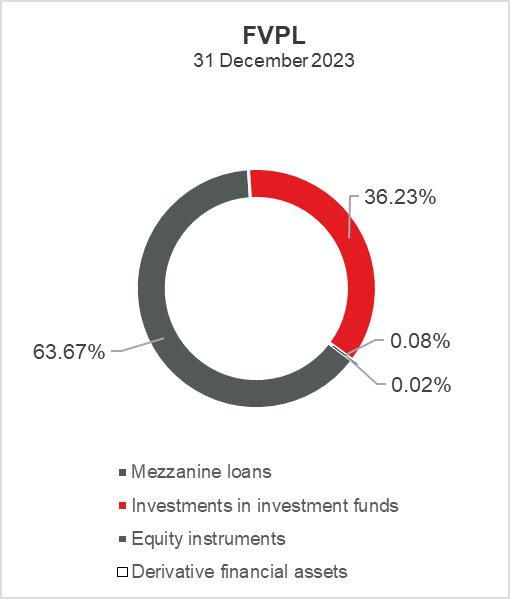 FVPL
31 December 2023
36.23%
0.08%
63.67%
0.02%
Mezzanine loans
Investments in investment funds
Equity instruments
Derivative financial assets